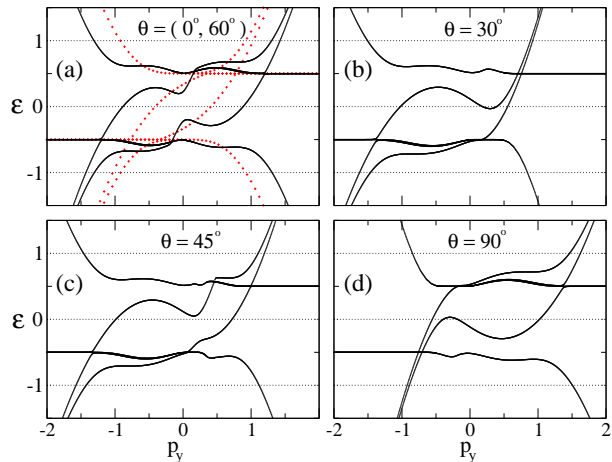 1
0
-1
ε
(a)
θ = ( 0°, 60° )
(b)
θ = 30°
1
0
-1
ε
(c)
θ = 45°
(d)
θ = 90°
-2 -1 0 1 2 -1 0 1 2
p_y p_y